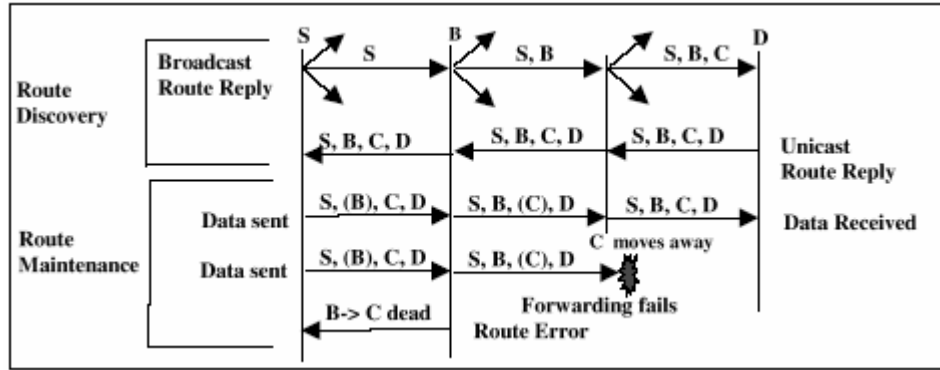 S B D
Broadcast
Route Reply
S
S, B
S, B, C
Route
Discovery
S, B, C, D
S, B, C, D
S, B, C, D
Unicast
Route Reply
Data sent
S, (B), C, D
S, B, (C), D
S, B, C, D
Data Received
Route
Maintenance
C moves away
Data sent
S, (B), C, D
S, B, (C), D
Forwarding fails
B-> C dead
Route Error